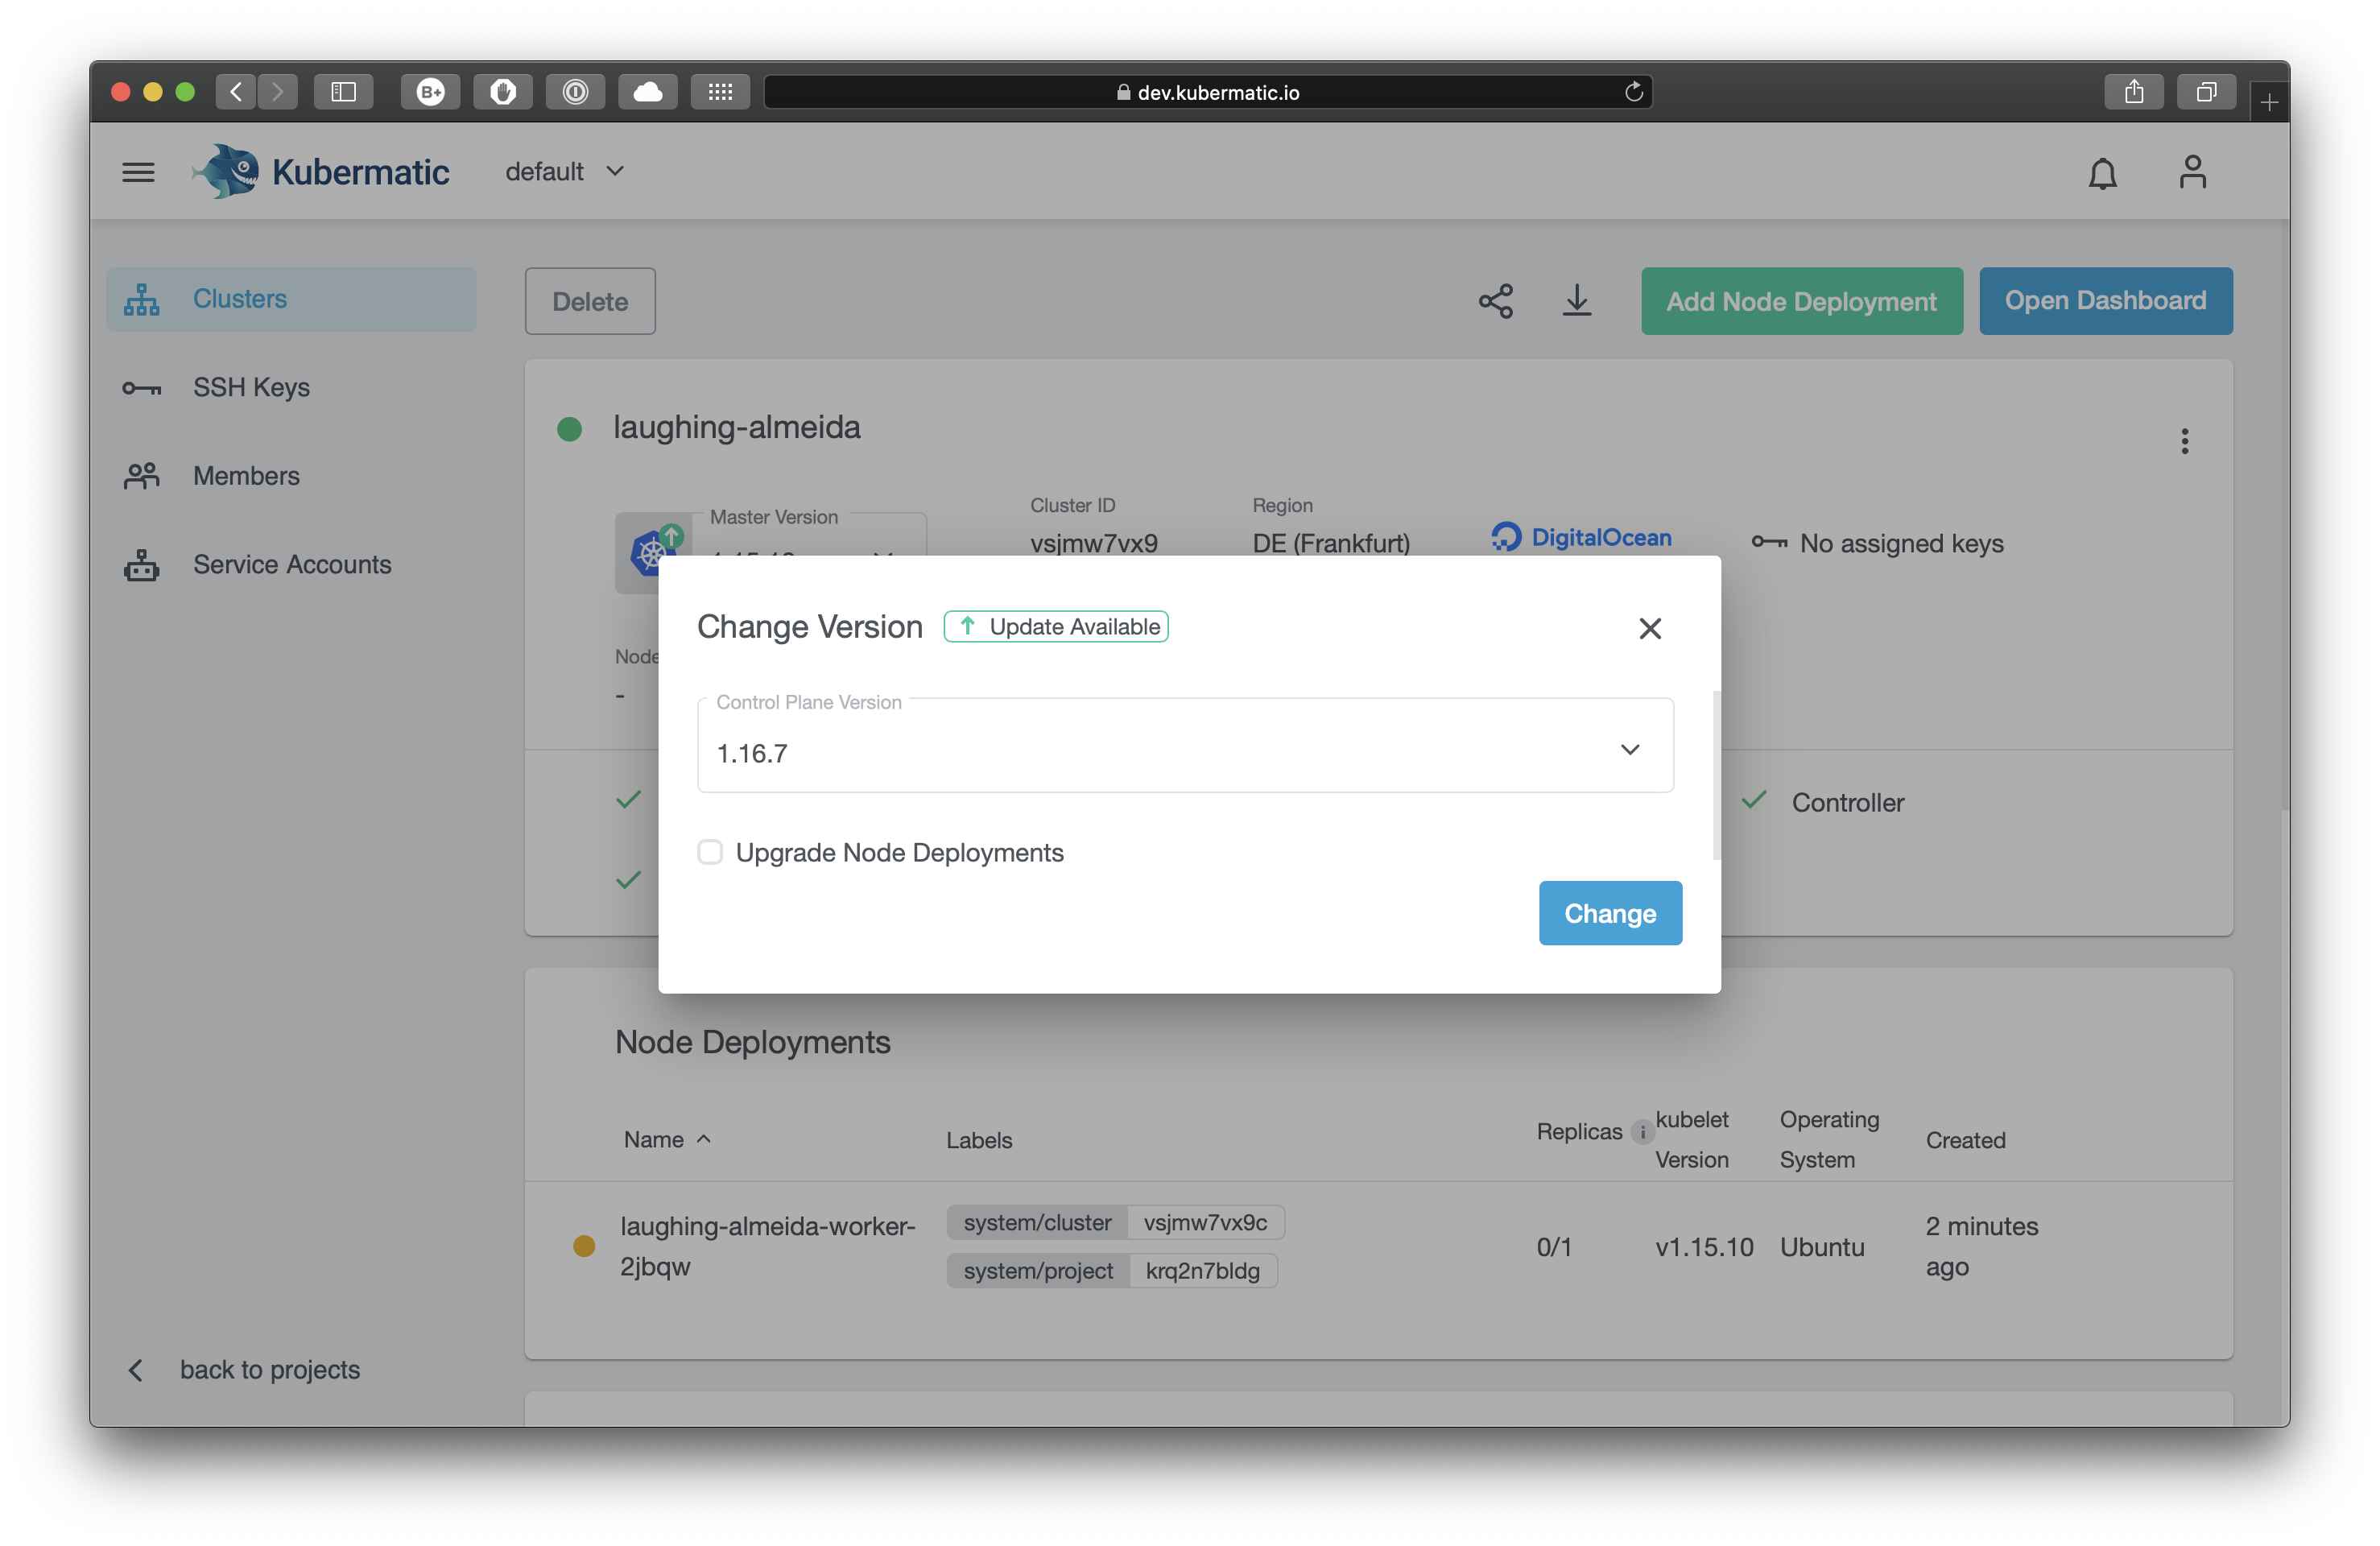 B+
dev.kubermatic.io
Kubermatic
default
Clusters
SSH Keys
Members
Service Accounts
back to projects
Delete
Add Node Deployment
Open Dashboard
laughing-almeida
Master Version
Cluster ID
vsjmw7vx9
Region
DE (Frankfurt)
DigitalOcean
No assigned keys
Node
-
Change Version
Update Available
Control Plane Version
1.16.7
Upgrade Node Deployments
Change
Controller
Node Deployments
Name
Labels
Replicas
kubelet
Version
Operating
System
Created
laughing-almeida-worker-
2jbqw
system/cluster vsjmw7vx9c
system/project krq2n7bldg
0/1
v1.15.10
Ubuntu
2 minutes
ago